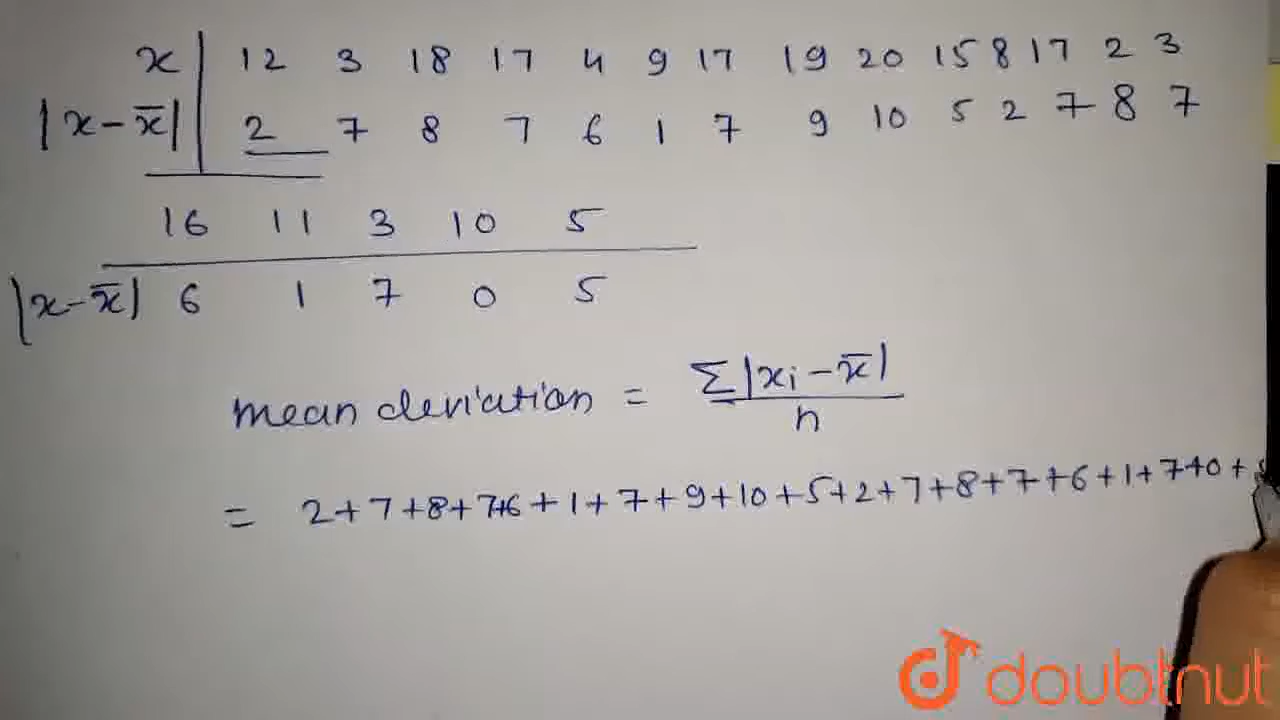 x 12 3 18 17 4 9 17 19 20 15 8 17 2 3
|x-x̄| 2 7 8 7 6 1 7 9 10 5 2 7 8 7
16 11 3 10 5
|x-x̄| 6 1 7 0 5
mean deviation = Σ|xi-x̄|
n
= 2+7+8+7+6+1+7+9+10+5+2+7+8+7+6+1+7+0+
doubtnut